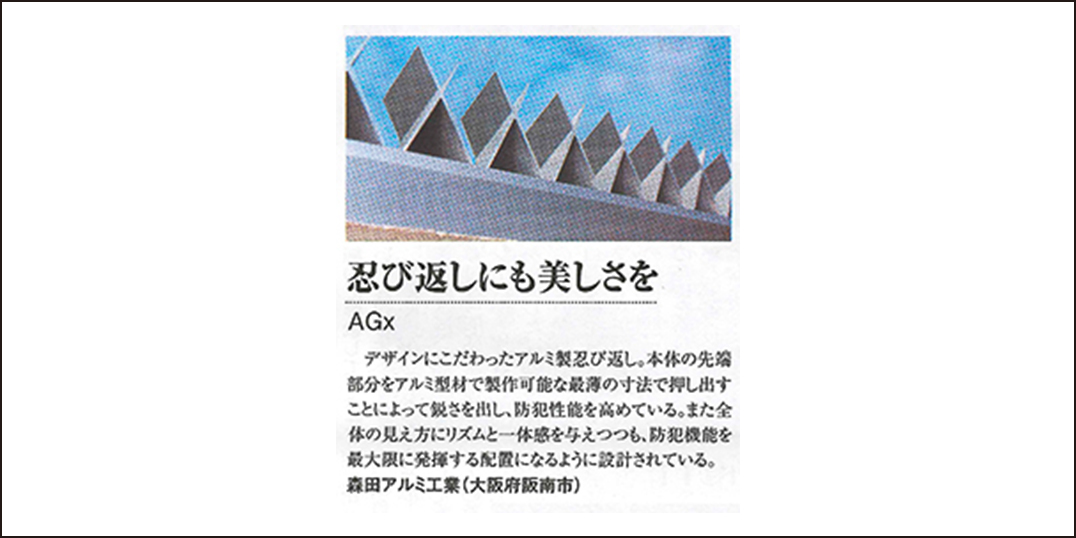 忍び返しにも美しさを
AGx
デザインにこだわったアルミ製忍び返し。本体の先端
部分をアルミ型材で製作可能な最薄の寸法で押し出す
ことによって鋭さを出し、防犯性能を高めている。また全
体の見え方にリズムと一体感を与えつつも、防犯機能を
最大限に発揮する配置になるように設計されている。
森田アルミ工業(大阪府阪南市)